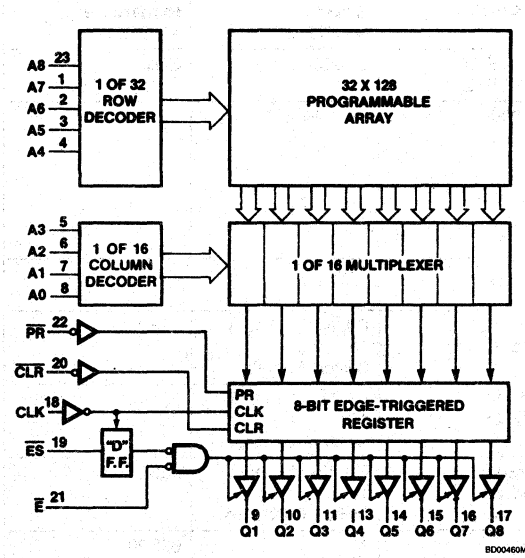 A8 23
A7 1
A6 2
A5 3
A4 4
1 OF 32
ROW
DECODER
32 X 128
PROGRAMMABLE
ARRAY
A3 5
A2 6
A1 7
A0 8
1 OF 16
COLUMN
DECODER
1 OF 16 MULTIPLEXER
PR 22
CLR 20
CLK 18
ES 19
E 21
"D"
F.F.
PR
CLK
CLR
8-BIT EDGE-TRIGGERED
REGISTER
9 10 11 13 14 15 16 17
Q1 Q2 Q3 Q4 Q5 Q6 Q7 Q8
BD00460M